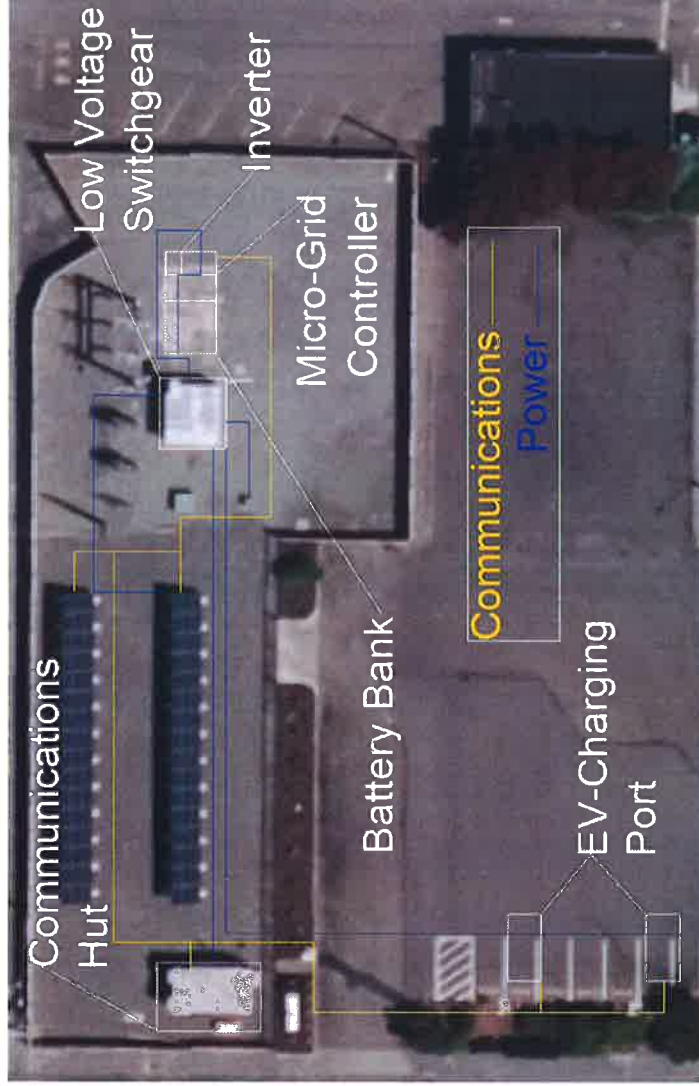 Communications
Hut
Low Voltage
Switchgear
Inverter
Micro-Grid
Controller
Battery Bank
Communications
Power
EV-Charging
Port